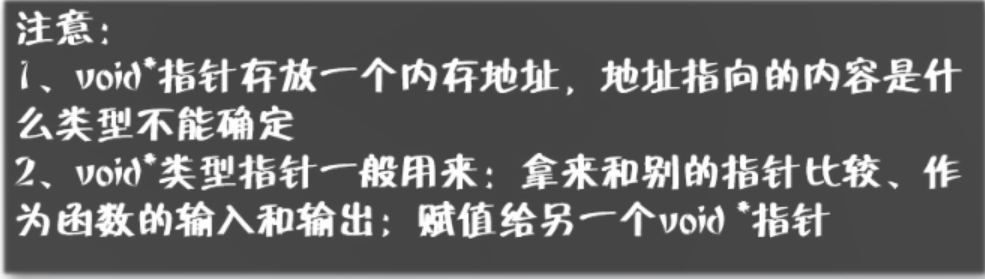 注意：
1、void*指针存放一个内存地址，地址指向的内容是什
么类型不能确定
2、void*类型指针一般用来：拿来和别的指针比较、作
为函数的输入和输出；赋值给另一个void *指针